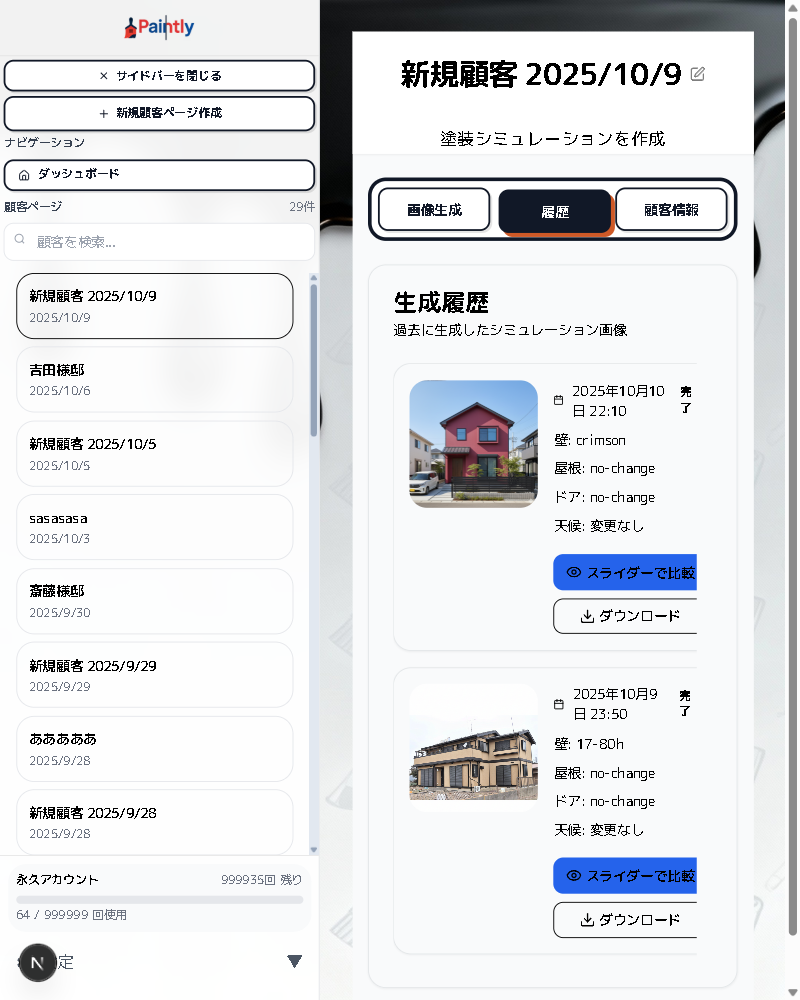 Paintly
× サイドバーを閉じる
+ 新規顧客ページ作成
ナビゲーション
ダッシュボード
顧客ページ 29件
顧客を検索...
新規顧客 2025/10/9
2025/10/9
吉田様邸
2025/10/6
新規顧客 2025/10/5
2025/10/5
sasasasa
2025/10/3
斎藤様邸
2025/9/30
新規顧客 2025/9/29
2025/9/29
あああああ
2025/9/28
新規顧客 2025/9/28
2025/9/28
永久アカウント 999935回 残り
64 / 999999 回使用
N
定
▼
新規顧客 2025/10/9
塗装シミュレーションを作成
画像生成 履歴 顧客情報
生成履歴
過去に生成したシミュレーション画像
2025年10月10
日 22:10
完
了
壁: crimson
屋根: no-change
ドア: no-change
天候: 変更なし
スライダーで比較
ダウンロード
2025年10月9
日 23:50
完
了
壁: 17-80h
屋根: no-change
ドア: no-change
天候: 変更なし
スライダーで比較
ダウンロード